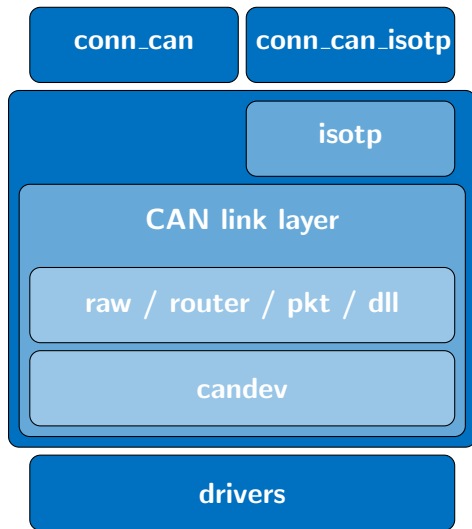 conn_can conn_can_isotp
isotp
CAN link layer
raw / router / pkt / dll
candev
drivers